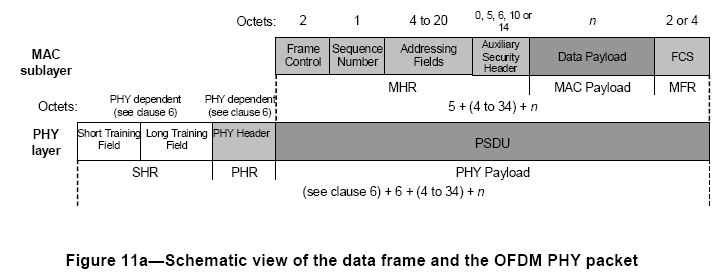 Octets: 2 1 4 to 20 0, 5, 6, 10 or 14 n 2 or 4
MAC sublayer
Frame Control
Sequence Number
Addressing Fields
Auxiliary Security Header
Data Payload
FCS
MHR
MAC Payload
MFR
Octets:
PHY dependent (see clause 6)
PHY dependent (see clause 6)
5 + (4 to 34) + n
PHY layer
Short Training Field
Long Training Field
PHY Header
PSDU
SHR
PHR
PHY Payload
(see clause 6) + 6 + (4 to 34) + n
Figure 11a—Schematic view of the data frame and the OFDM PHY packet